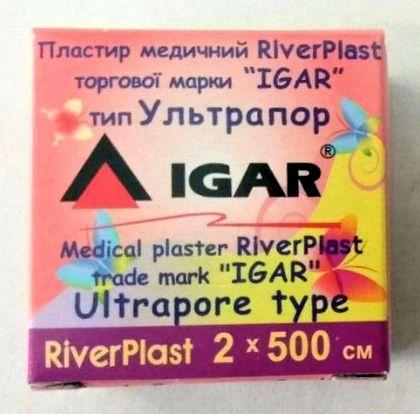 Пластир медичний RiverPlast
торгової марки "IGAR"
тип Ультрапор
IGAR®
Medical plaster RiverPlast
trade mark "IGAR"
Ultrapore type
RiverPlast 2 x 500 см